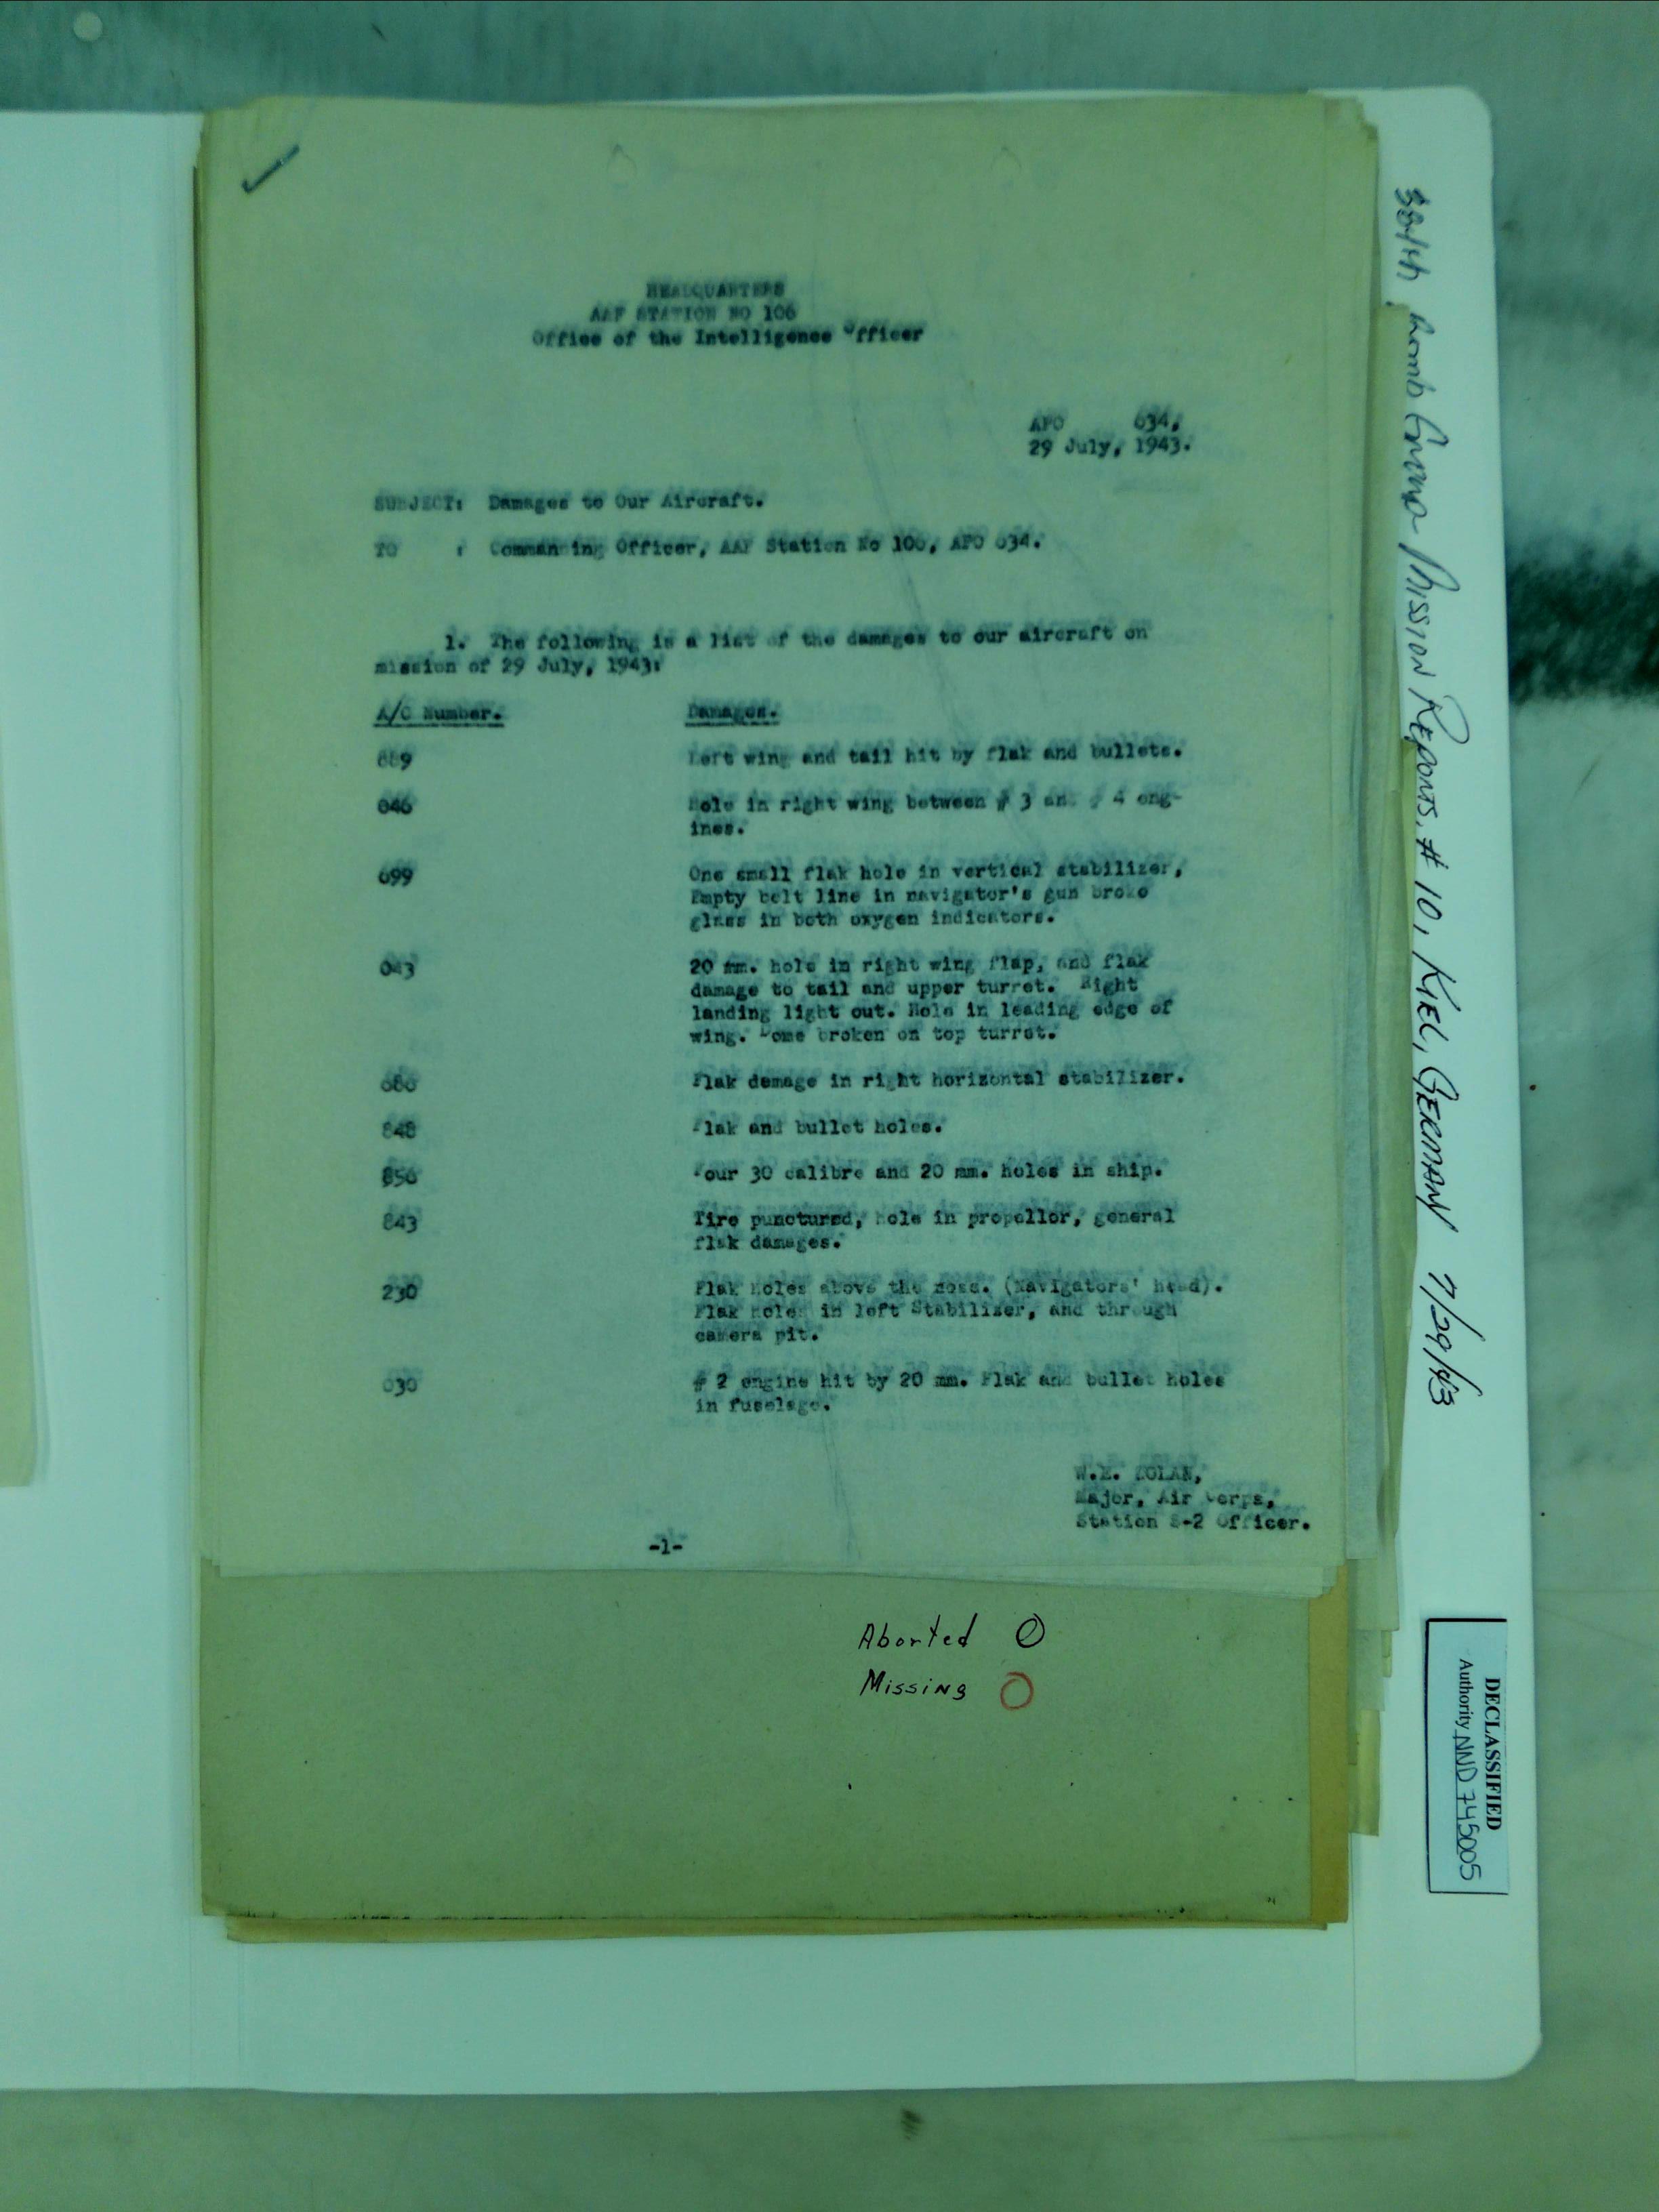 HEADQUARTERS
AAF STATION NO 106
Office of the Intelligence Officer
APO 634,
29 July, 1943.
SUBJECT: Damages to Our Aircraft.
TO : Commanding Officer, AAF Station No 106, APO 634.
1. The following is a list of the damages to our aircraft on
mission of 29 July, 1943:
A/C Number. Damages.
889 Left wing and tail hit by flak and bullets.
046 Hole in right wing between # 3 and # 4 eng-
ines.
699 One small flak hole in vertical stabilizer,
Empty belt line in navigator's gun broke
glass in both oxygen indicators.
043 20 mm. hole in right wing flap, and flak
damage to tail and upper turret. Right
landing light out. Hole in leading edge of
wing. Dome broken on top turret.
Flak damage in right horizontal stabilizer.
848 Flak and bullet holes.
856 Four 30 calibre and 20 mm. holes in ship.
843 Tire punctured, hole in propellor, general
flak damages.
230 Flak holes above the nose. (Navigators' head).
Flak holes in left Stabilizer, and through
camera pit.
030 # 2 engine hit by 20 mm. Flak and bullet holes
in fuselage.
W.E. DOLAN,
Major, Air Corps,
Station S-2 Officer.
-1-
Aborted 0
Missing 0
384th Bomb Group Mission Reports, # 10, KIEL, GERMANY 7/29/43
DECLASSIFIED
Authority NND 745005